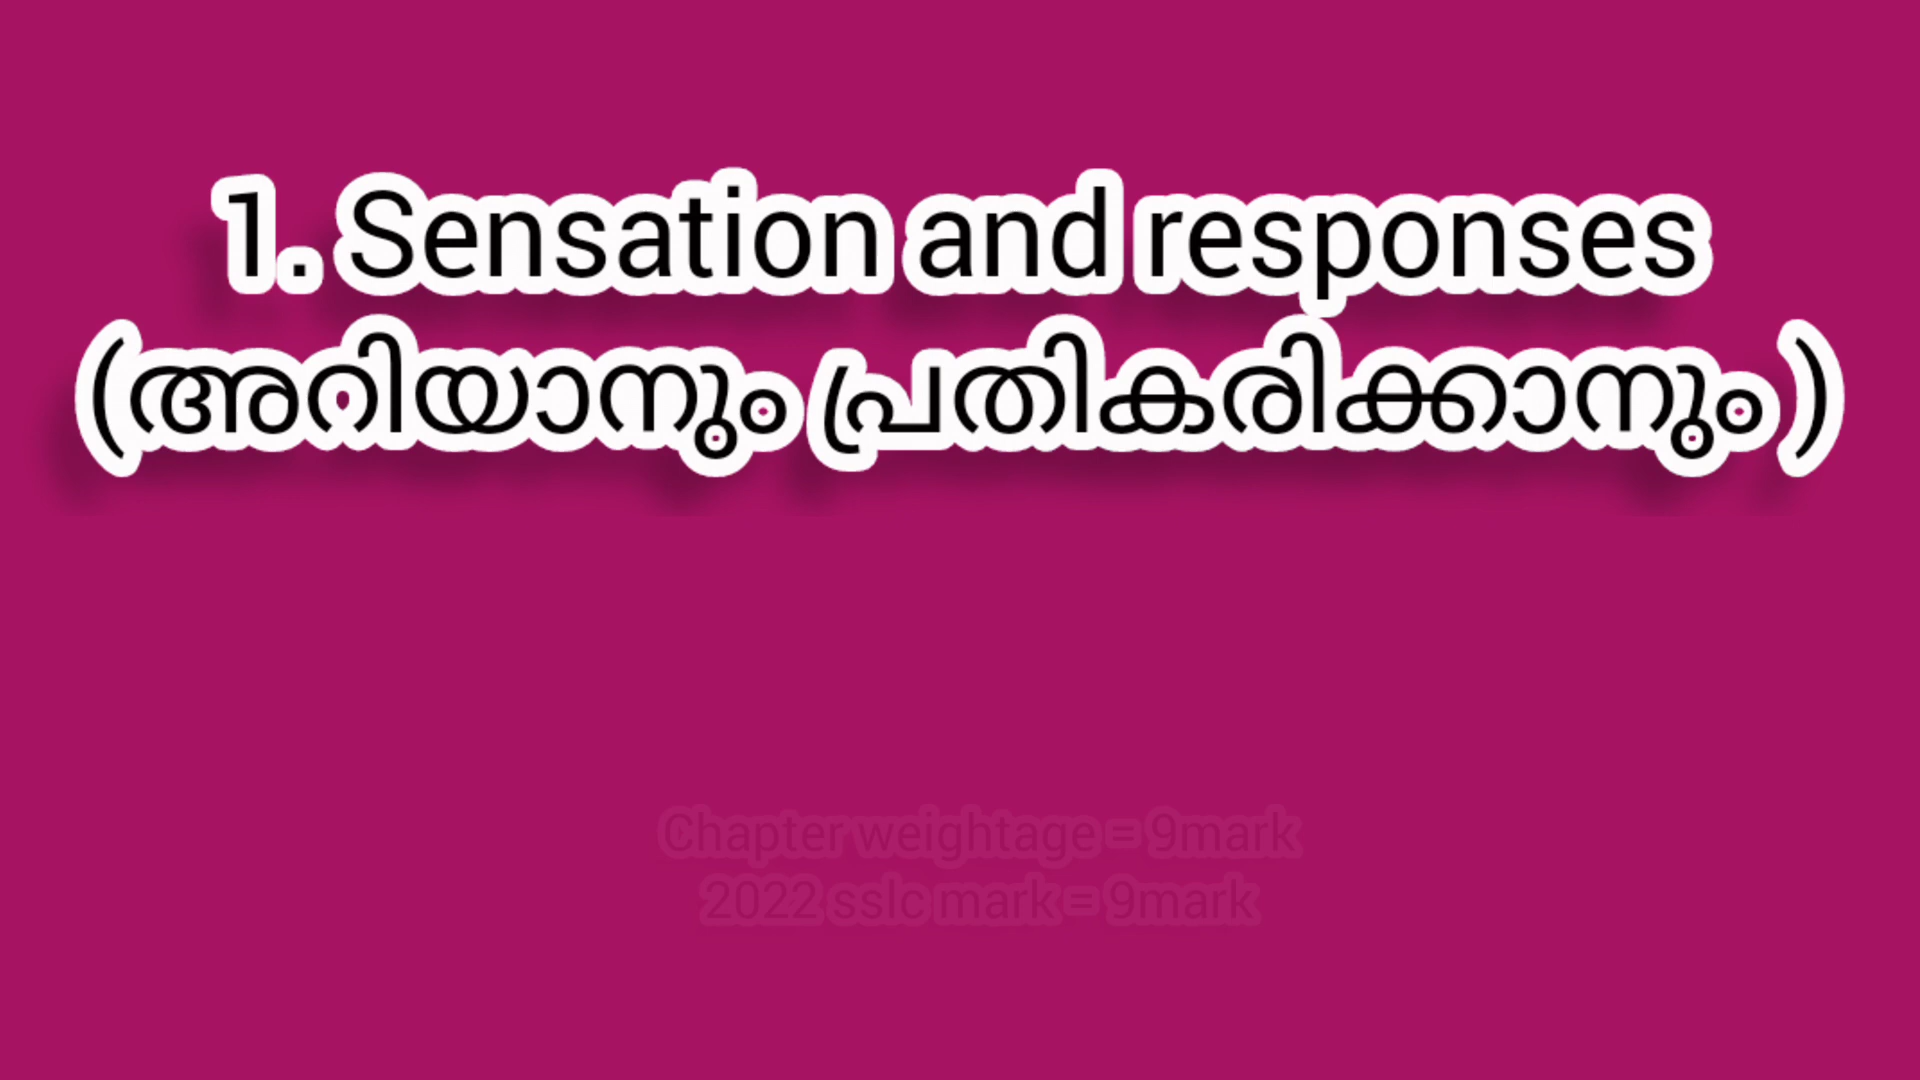 1. Sensation and responses
(അറിയാനും പ്രതികരിക്കാനും)
Chapter weightage = 9mark
2022 sslc mark = 9mark